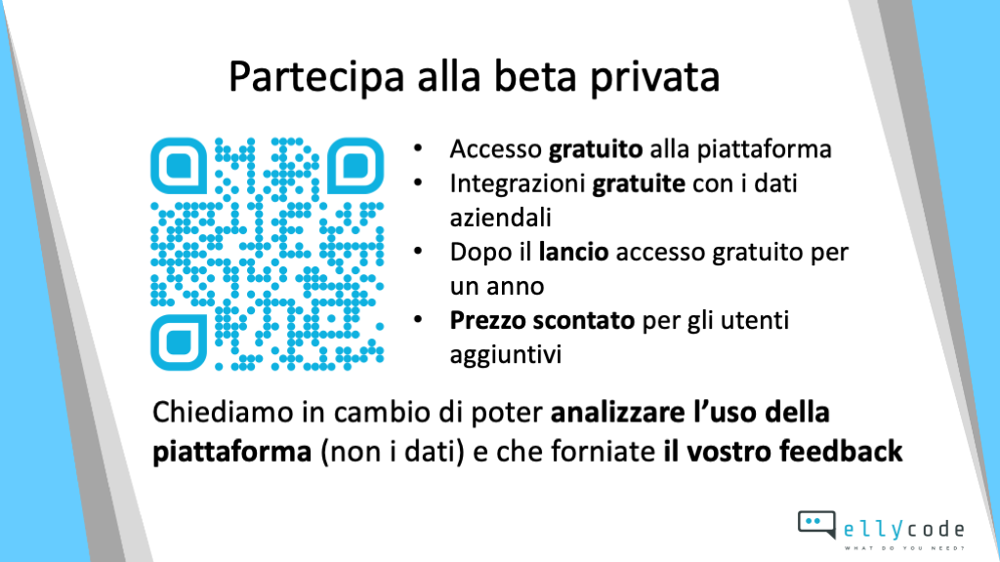 Partecipa alla beta privata
• Accesso gratuito alla piattaforma
• Integrazioni gratuite con i dati
aziendali
• Dopo il lancio accesso gratuito per
un anno
• Prezzo scontato per gli utenti
aggiuntivi
Chiediamo in cambio di poter analizzare l’uso della
piattaforma (non i dati) e che forniate il vostro feedback
ellycode
WHAT DO YOU NEED?